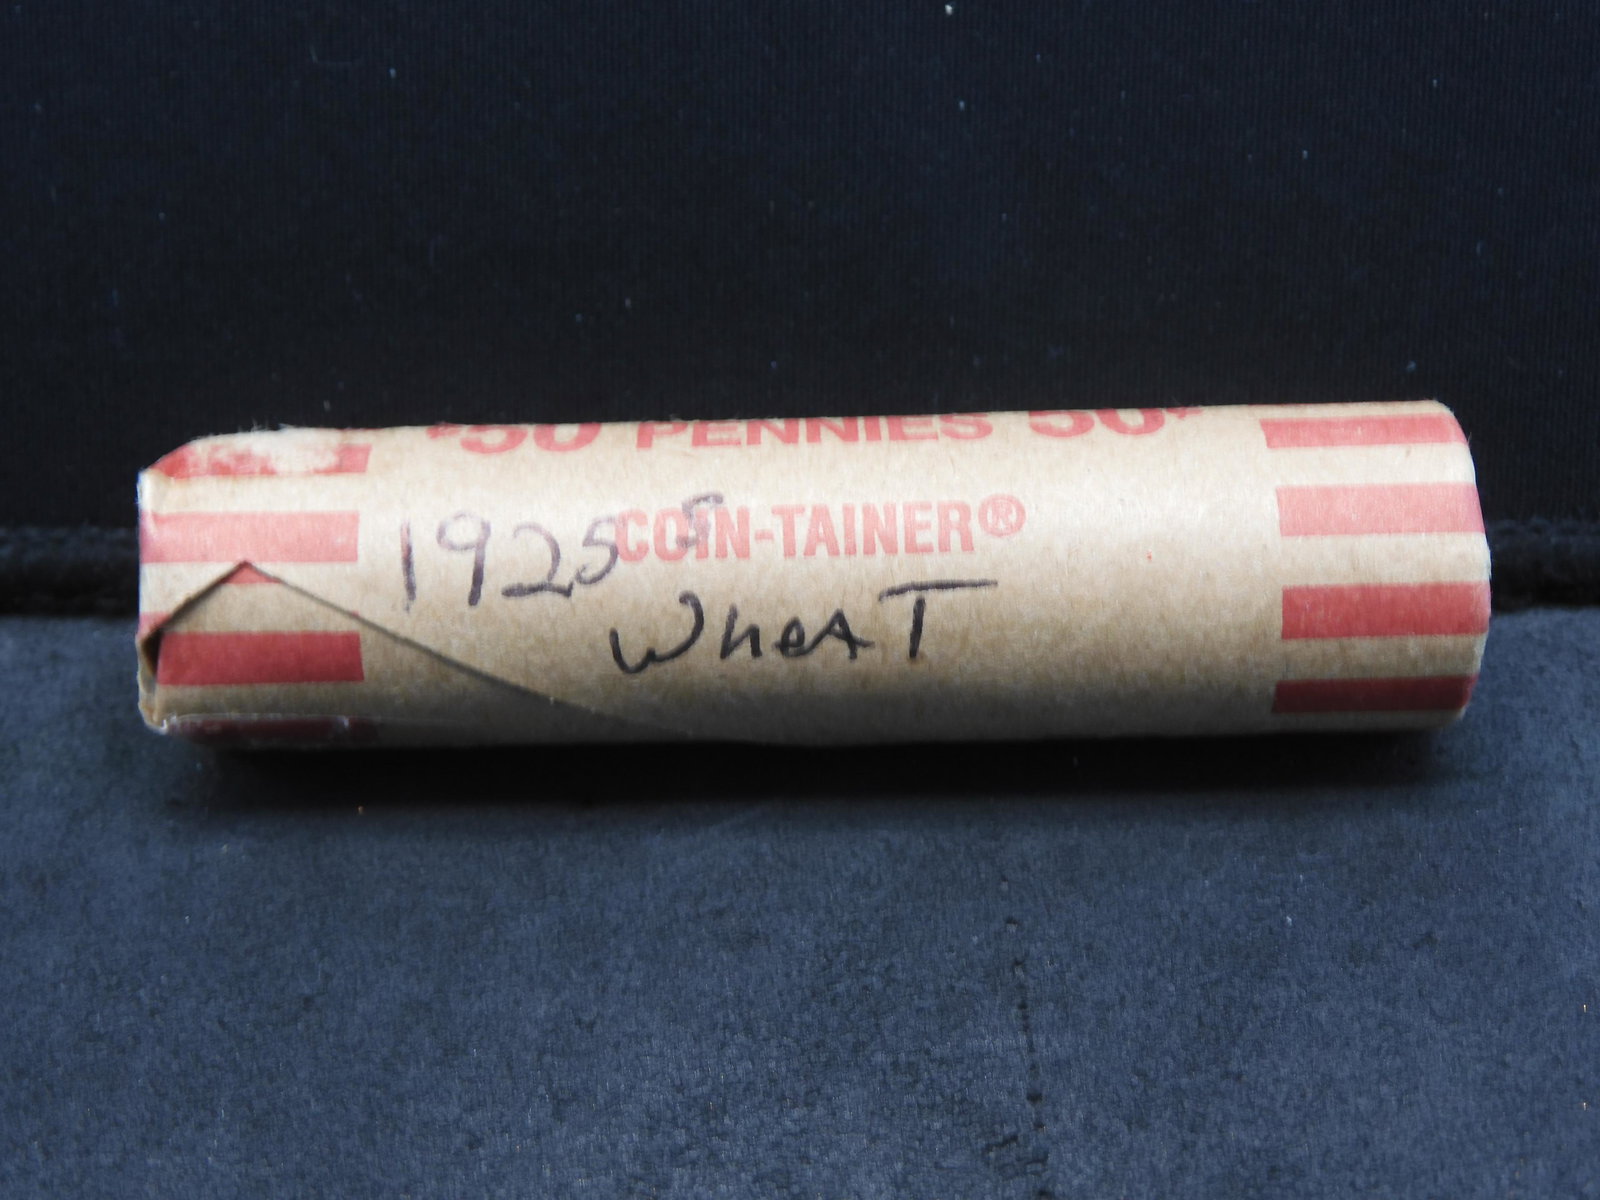 ¢50 PENNIES 50¢
COIN-TAINER®
1925 S
WheaT